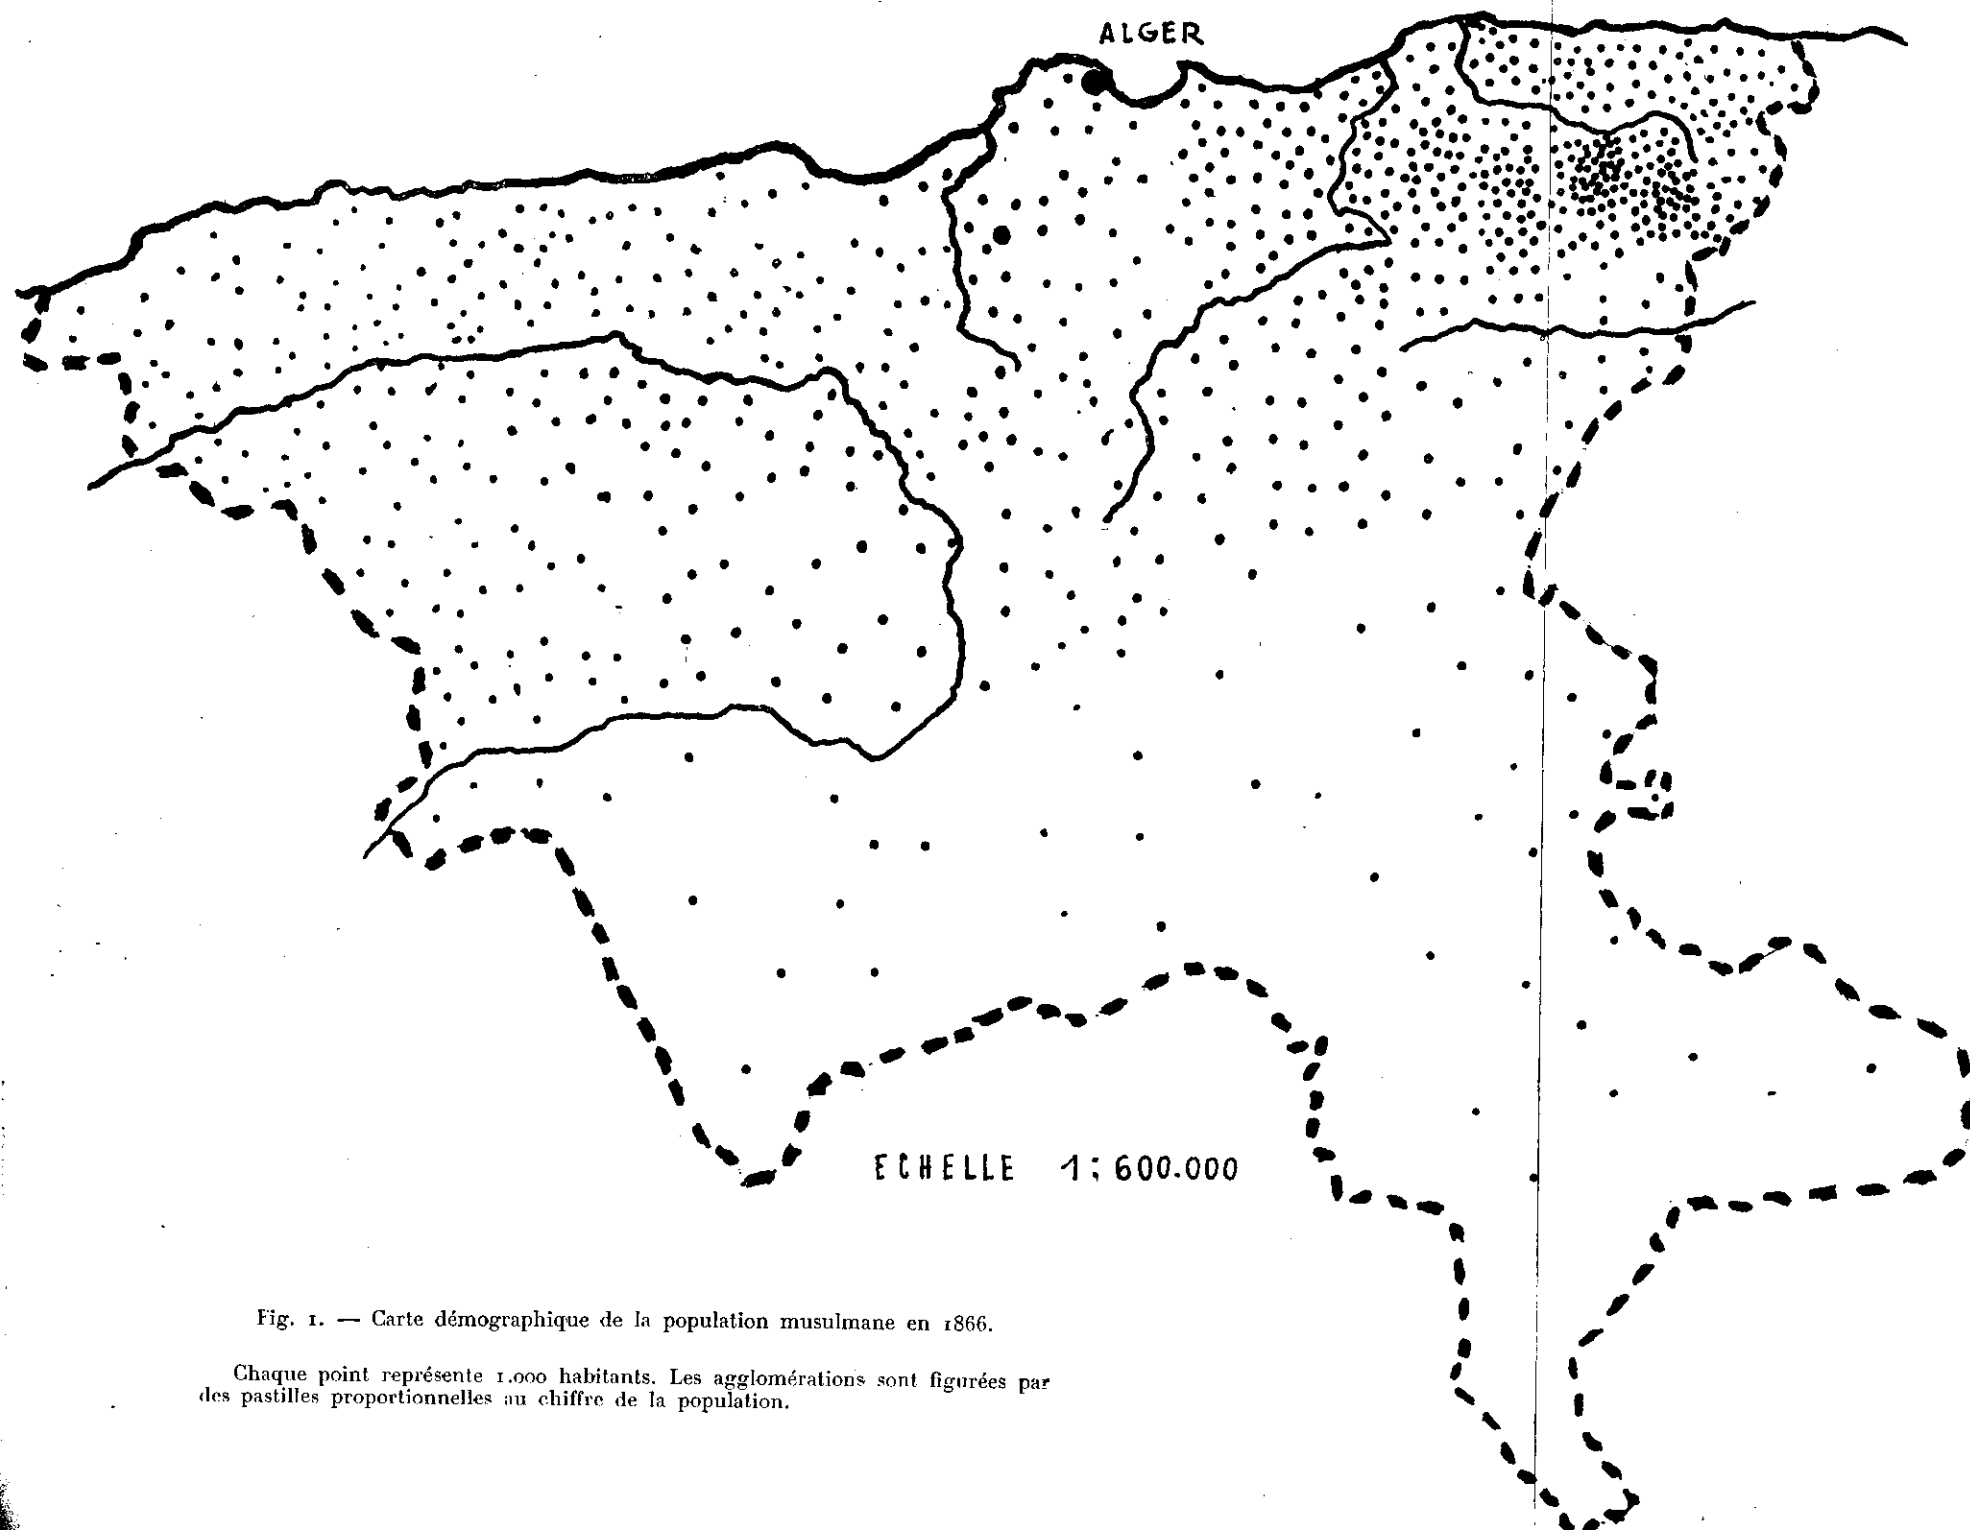 ALGER
ECHELLE 1:600.000
Fig. 1. — Carte démographique de la population musulmane en 1866.
Chaque point représente 1.000 habitants. Les agglomérations sont figurées par
des pastilles proportionnelles au chiffre de la population.